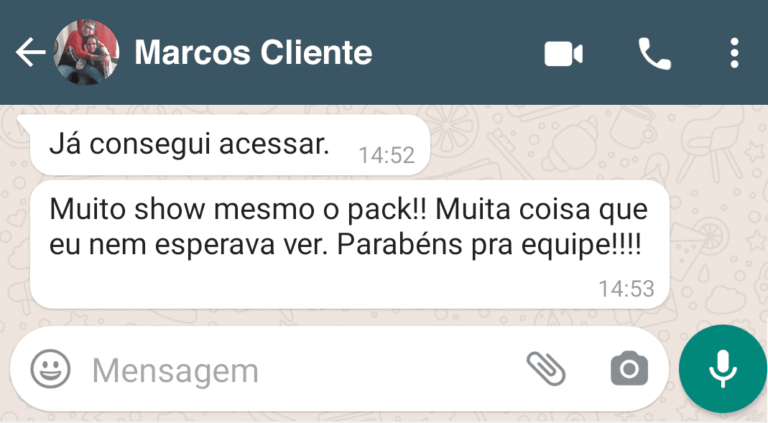 Marcos Cliente
Já consegui acessar.
14:52
Muito show mesmo o pack!! Muita coisa que
eu nem esperava ver. Parabéns pra equipe!!!!
14:53
Mensagem